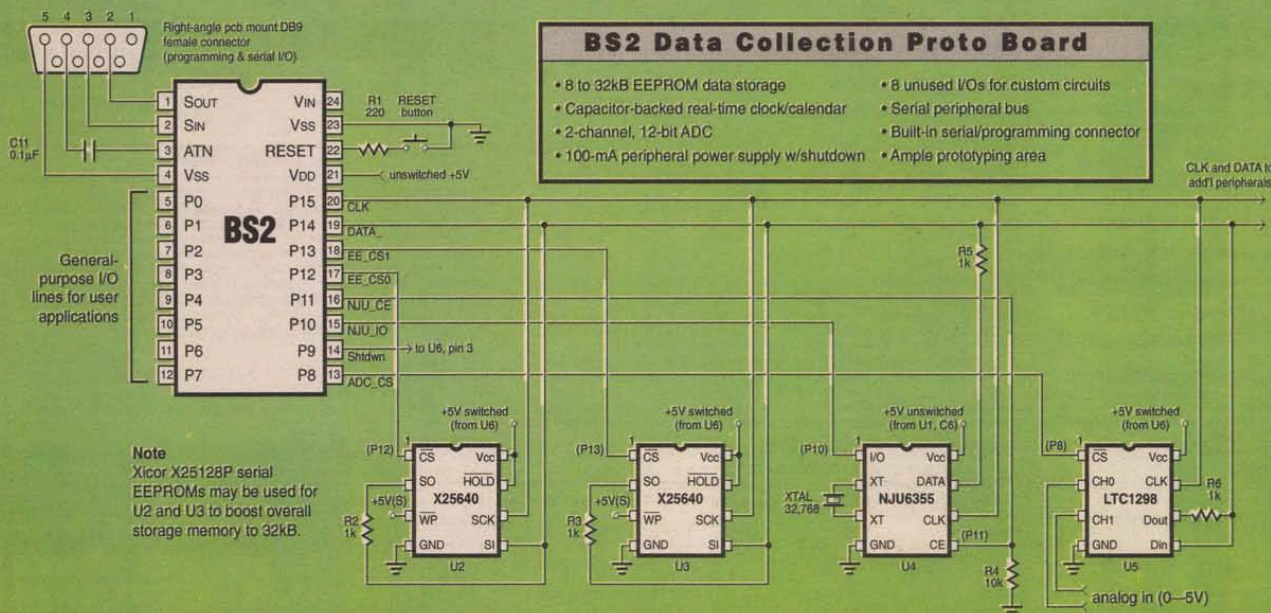 5 4 3 2 1
Right-angle pcb mount DB9
female connector
(programming & serial I/O)
BS2 Data Collection Proto Board
• 8 to 32kB EEPROM data storage
• Capacitor-backed real-time clock/calendar
• 2-channel, 12-bit ADC
• 100-mA peripheral power supply w/shutdown
• 8 unused I/Os for custom circuits
• Serial peripheral bus
• Built-in serial/programming connector
• Ample prototyping area
C11
0.1µF
R1
220
RESET
button
BS2
1 SOUT VIN 24
2 SIN VSS 23
3 ATN RESET 22
4 VSS VDD 21
unswitched +5V
5 P0 P15 20 CLK
6 P1 P14 19 DATA_
7 P2 P13 18 EE_CS1
8 P3 P12 17 EE_CS0
9 P4 P11 16 NJU_CE
10 P5 P10 15 NJU_IO
11 P6 P9 14 Shtdwn
to U6, pin 3
12 P7 P8 13 ADC_CS
General-
purpose I/O
lines for user
applications
CLK and DATA to
add'l peripherals
R5
1k
Note
Xicor X25128P serial
EEPROMs may be used for
U2 and U3 to boost overall
storage memory to 32kB.
+5V switched
(from U6)
(P12)
1
CS Vcc
SO HOLD
X25640
+5V(S)
WP SCK
GND SI
U2
R2
1k
+5V switched
(from U6)
(P13)
1
CS Vcc
SO HOLD
X25640
+5V(S)
WP SCK
GND SI
U3
R3
1k
+5V unswitched
(from U1, C6)
(P10)
1
I/O Vcc
XT DATA
NJU6355
XT CLK
GND CE
(P11)
U4
XTAL
32,768
R4
10k
+5V switched
(from U6)
(P8)
1
CS Vcc
CH0 CLK
LTC1298
CH1 Dout
GND Din
U5
R6
1k
analog in (0—5V)